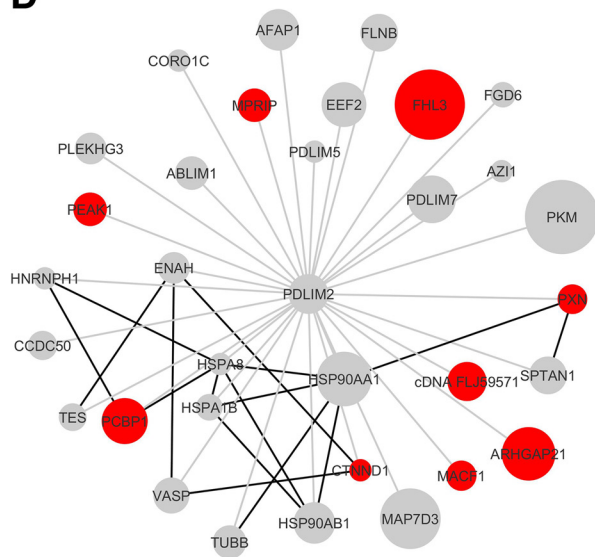 D
AFAP1
FLNB
CORO1C
MPRIP
EEF2
FHL3
FGD6
PLEKHG3
PDLIM5
ABLIM1
AZI1
PEAK1
PDLIM7
PKM
ENAH
HNRNPH1
PDLIM2
PXN
CCDC50
HSPA8
HSP90AA1
cDNA FLJ59571
SPTAN1
TES
PCBP1
HSPA1B
CTNND1
ARHGAP21
MACF1
VASP
HSP90AB1
MAP7D3
TUBB